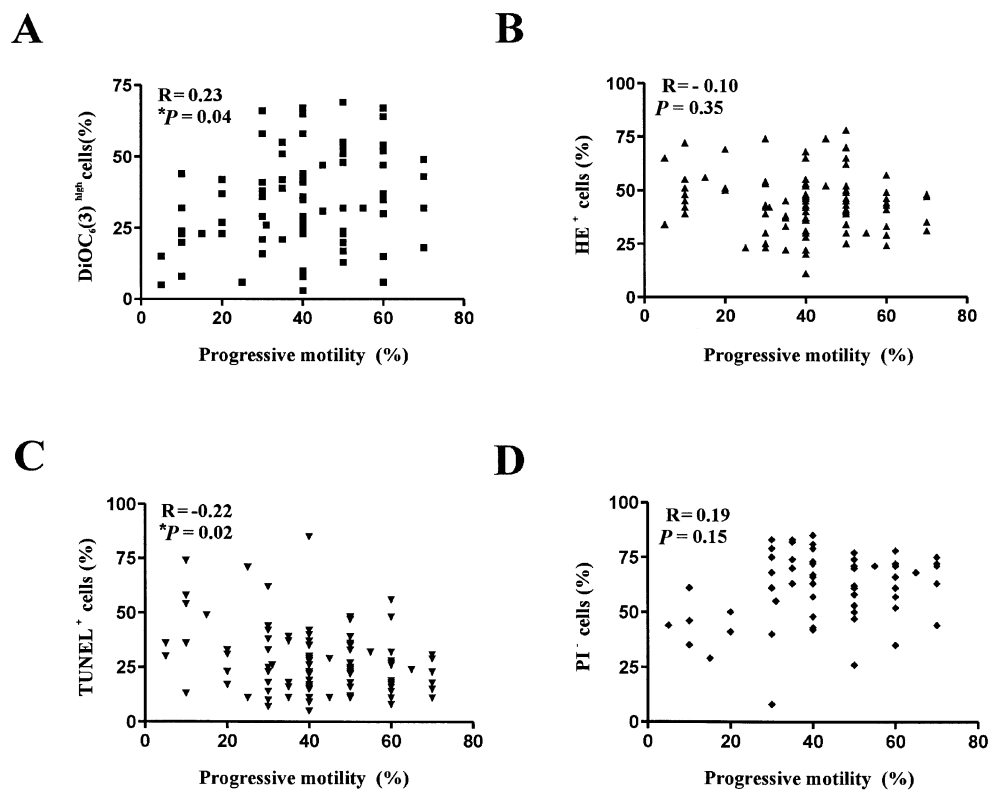 A
R= 0.23
*P = 0.04
DiOC6(3) high cells(%)
75
50
25
0
0 20 40 60 80
Progressive motility (%)
B
R= - 0.10
P = 0.35
HE + cells (%)
100
75
50
25
0
0 20 40 60 80
Progressive motility (%)
C
R= -0.22
*P = 0.02
TUNEL + cells (%)
100
75
50
25
0
0 20 40 60 80
Progressive motility (%)
D
R= 0.19
P = 0.15
PI - cells (%)
100
75
50
25
0
0 20 40 60 80
Progressive motility (%)